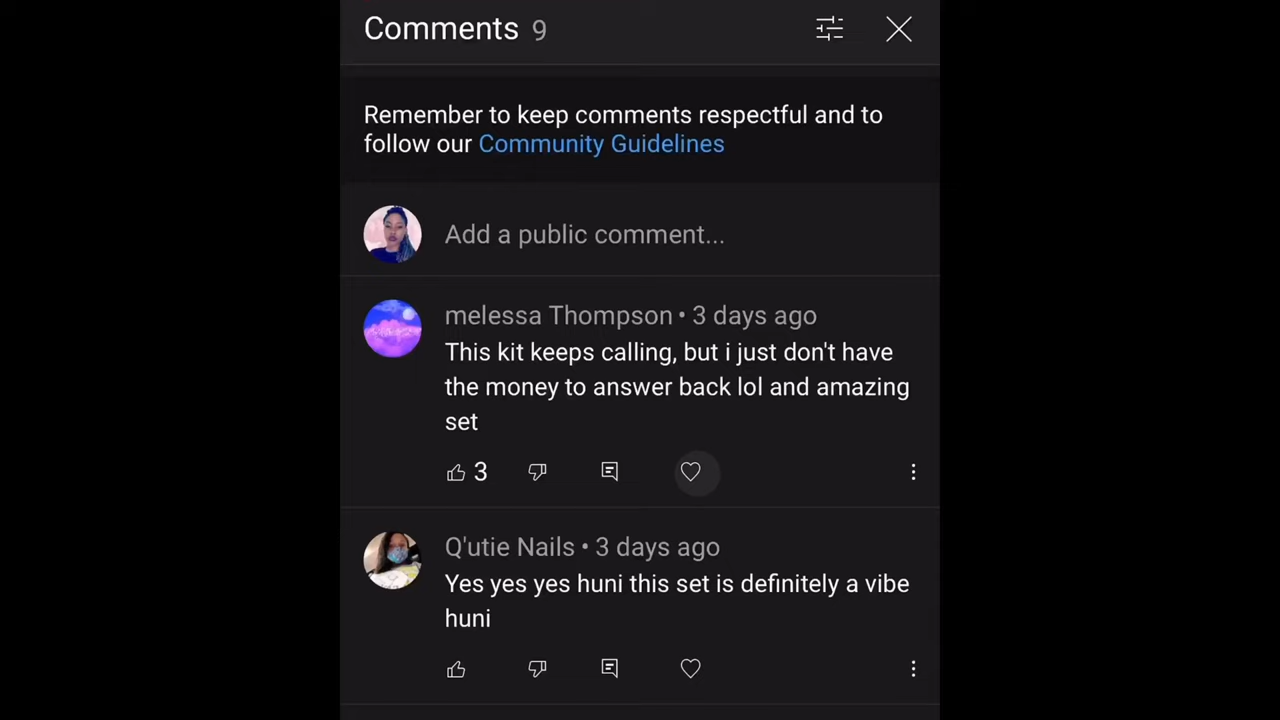 Comments 9
Remember to keep comments respectful and to
follow our Community Guidelines
Add a public comment...
melessa Thompson • 3 days ago
This kit keeps calling, but i just don't have
the money to answer back lol and amazing
set
3
Q'utie Nails • 3 days ago
Yes yes yes huni this set is definitely a vibe
huni